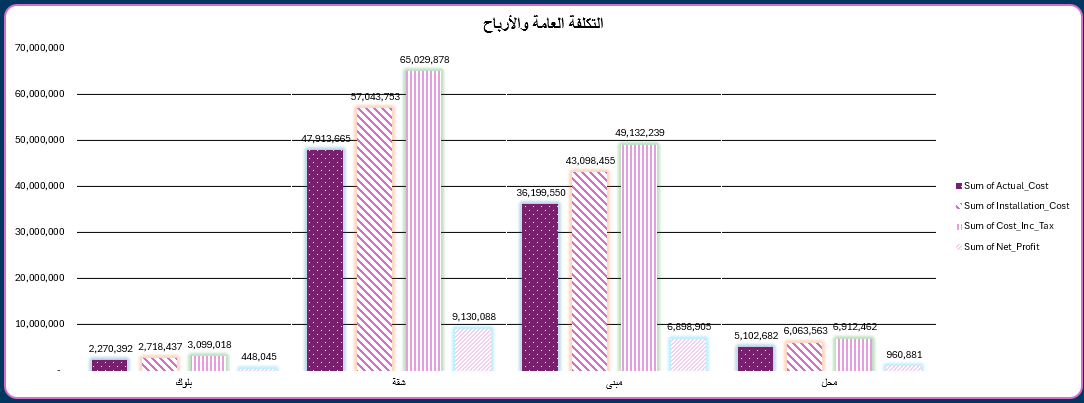 التكلفة العامة والأرباح
70,000,000
60,000,000
50,000,000
40,000,000
30,000,000
20,000,000
10,000,000
-
2,270,392
2,718,437
3,099,018
448,045
47,913,665
57,043,753
65,029,878
9,130,088
36,199,550
43,098,455
49,132,239
6,898,905
5,102,682
6,063,563
6,912,462
960,881
بلوك
شقة
مبنى
محل
Sum of Actual_Cost
Sum of Installation_Cost
Sum of Cost_Inc_Tax
Sum of Net_Profit